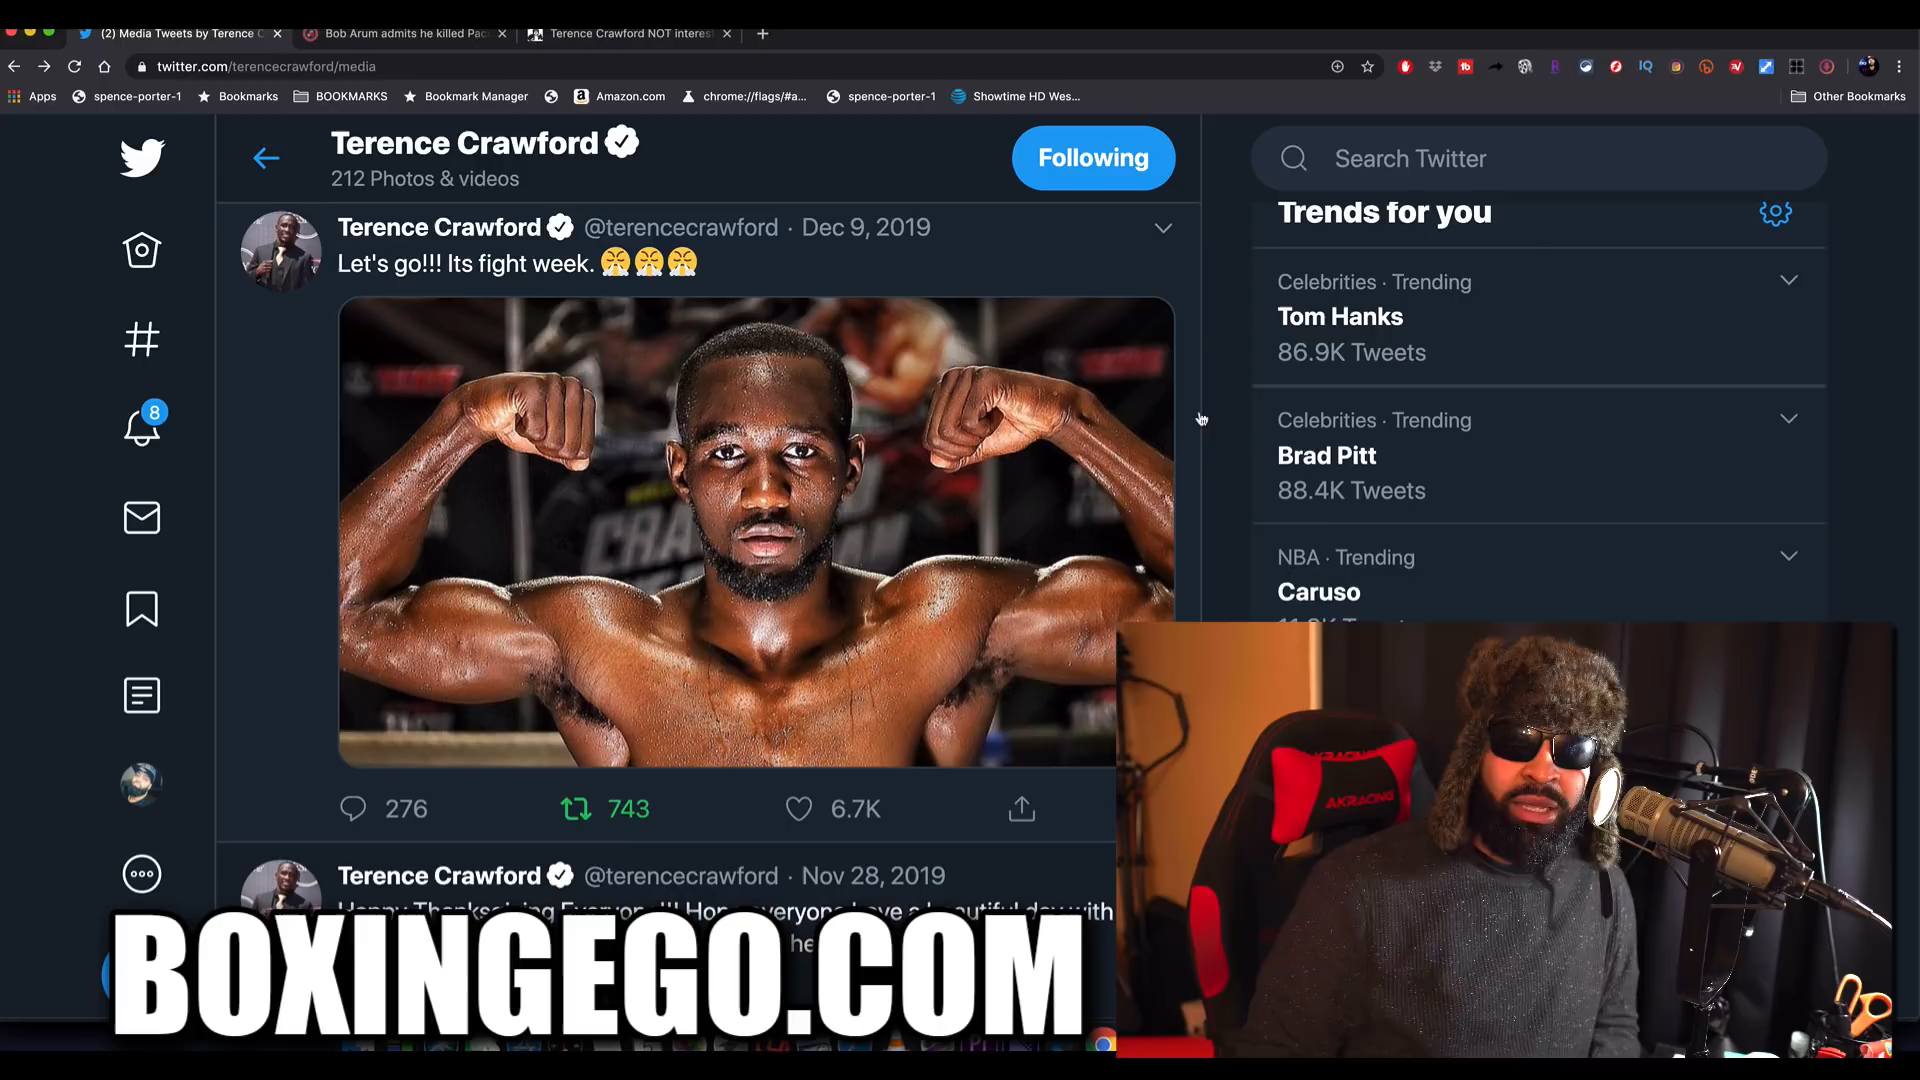 (2) Media Tweets by Terence C
Bob Arum admits he killed Pac
Terence Crawford NOT interes
twitter.com/terencecrawford/media
Apps
spence-porter-1
Bookmarks
BOOKMARKS
Bookmark Manager
Amazon.com
chrome://flags/#a...
spence-porter-1
Showtime HD Wes...
Other Bookmarks
Terence Crawford
212 Photos & videos
Following
Search Twitter
Terence Crawford @terencecrawford · Dec 9, 2019
Let's go!!! Its fight week. 😤😤😤
276
743
6.7K
Terence Crawford @terencecrawford · Nov 28, 2019
8
Trends for you
Celebrities · Trending
Tom Hanks
86.9K Tweets
Celebrities · Trending
Brad Pitt
88.4K Tweets
NBA · Trending
Caruso
AKRACING
BOXINGEGO.COM